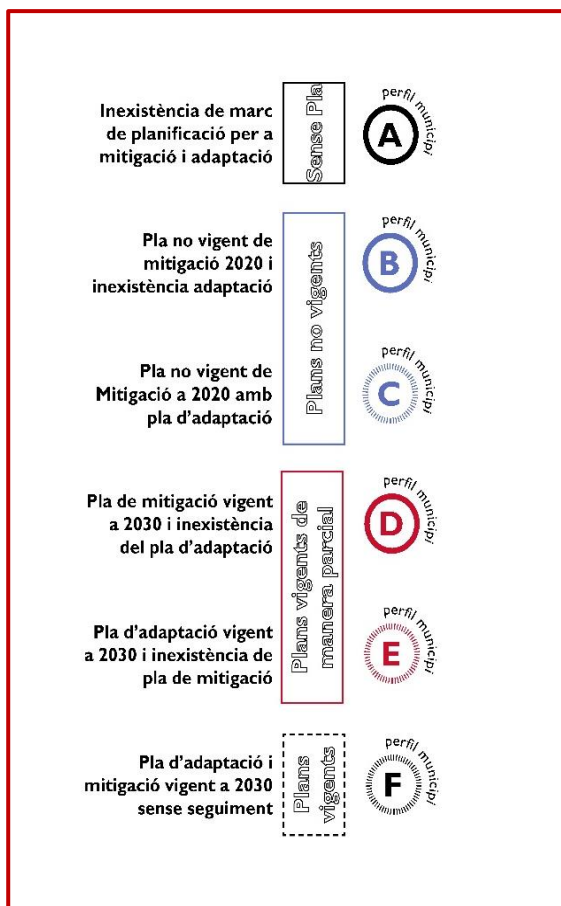 Inexistència de marc
de planificació per a
mitigació i adaptació
Sense Pla
perfil municipi
A
Pla no vigent de
mitigació 2020 i
inexistència adaptació
Plans no vigents
perfil municipi
B
Pla no vigent de
Mitigació a 2020 amb
pla d’adaptació
perfil municipi
C
Pla de mitigació vigent
a 2030 i inexistència
del pla d’adaptació
Plans vigents de
manera parcial
perfil municipi
D
Pla d’adaptació vigent
a 2030 i inexistència de
pla de mitigació
perfil municipi
E
Pla d’adaptació i
mitigació vigent a 2030
sense seguiment
Plans
vigents
perfil municipi
F